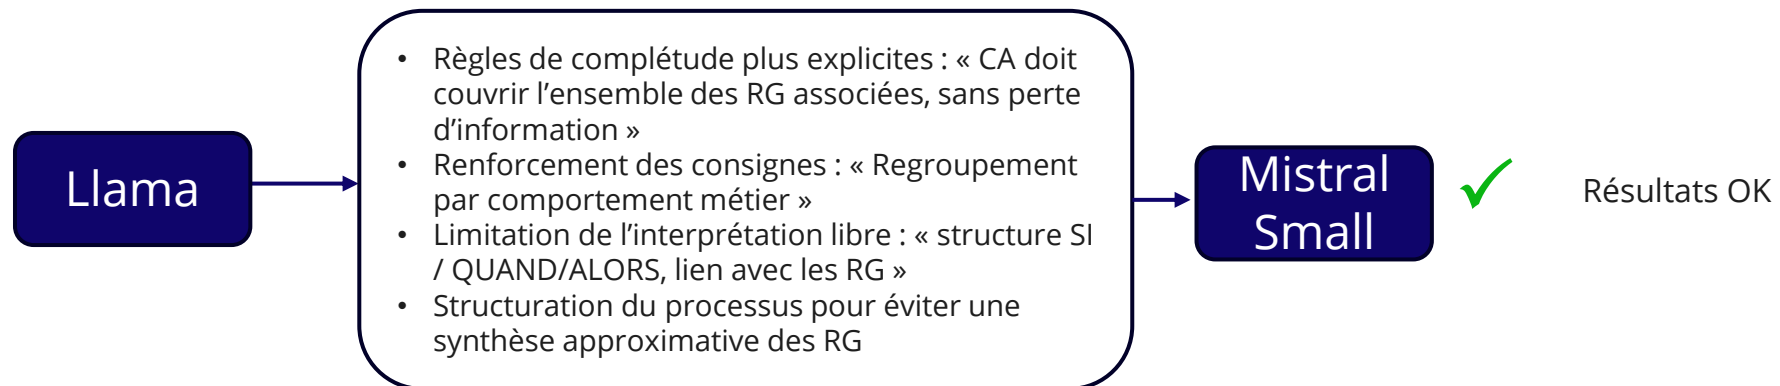 Llama
• Règles de complétude plus explicites : « CA doit
couvrir l’ensemble des RG associées, sans perte
d’information »
• Renforcement des consignes : « Regroupement
par comportement métier »
• Limitation de l’interprétation libre : « structure SI
/ QUAND/ALORS, lien avec les RG »
• Structuration du processus pour éviter une
synthèse approximative des RG
Mistral
Small
Résultats OK